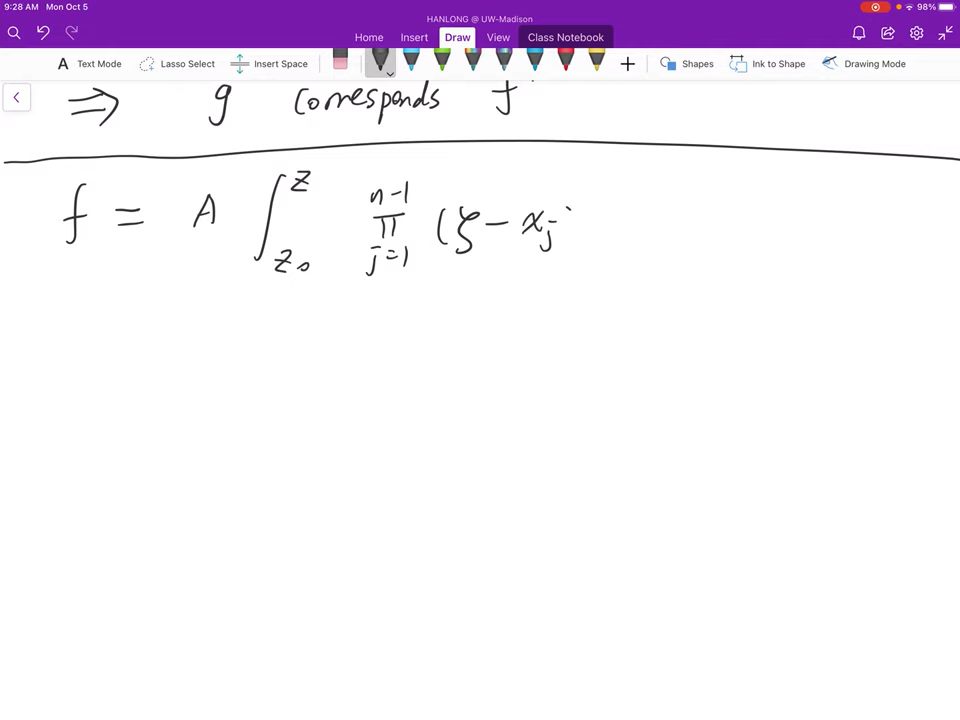 9:28 AM Mon Oct 5
98%
HANLONG @ UW-Madison
Home Insert Draw View Class Notebook
A Text Mode Lasso Select Insert Space Shapes Ink to Shape Drawing Mode
⇒ g corresponds f
f = A ∫_{z_0}^{z} ∏_{j=1}^{n-1} (ζ - x_j